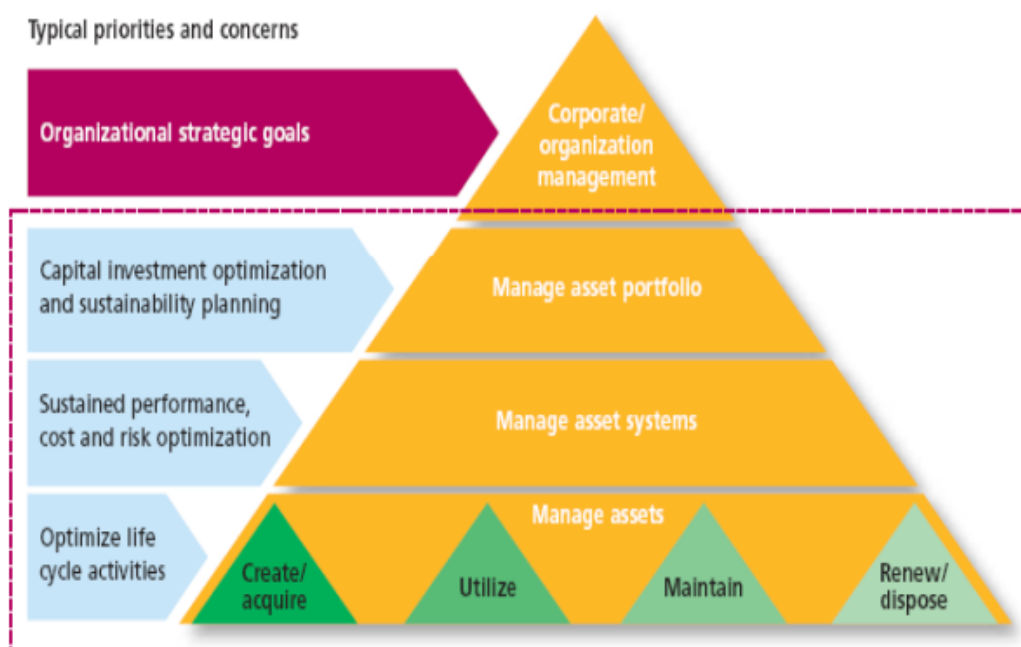 Typical priorities and concerns
Organizational strategic goals
Corporate/
organization
management
Capital investment optimization
and sustainability planning
Manage asset portfolio
Sustained performance,
cost and risk optimization
Manage asset systems
Optimize life
cycle activities
Manage assets
Create/
acquire
Utilize
Maintain
Renew/
dispose